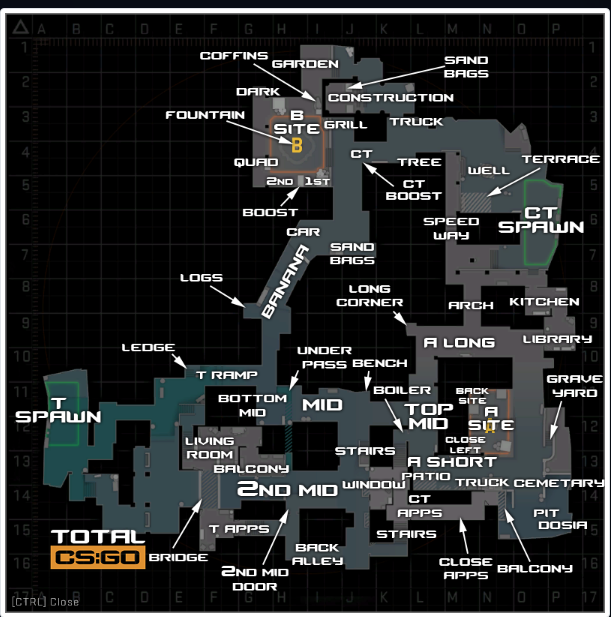 A B C D E F G H I J K L M N O P
1
2
3
4
5
6
7
8
9
10
11
12
13
14
15
16
17
COFFINS
GARDEN
SAND
BAGS
DARK
CONSTRUCTION
FOUNTAIN
B
SITE
B
GRILL
TRUCK
QUAD
CT
TREE
TERRACE
WELL
2ND 1ST
CT
BOOST
BOOST
SPEED
WAY
CT
SPAWN
CAR
SAND
BAGS
BANANA
LOGS
LONG
CORNER
ARCH
KITCHEN
LIBRARY
A LONG
LEDGE
T RAMP
UNDER
PASS
BENCH
BOILER
BACK
SITE
GRAVE
YARD
T
SPAWN
BOTTOM
MID
MID
TOP
MID
A
SITE
A
CLOSE
LEFT
LIVING
ROOM
BALCONY
STAIRS
A SHORT
PATIO
TRUCK
CEMETARY
2ND MID
WINDOW
CT
APPS
PIT
DOSIA
T APPS
STAIRS
TOTAL
CS:GO
BRIDGE
BACK
ALLEY
2ND MID
DOOR
CLOSE
APPS
BALCONY
[CTRL] Close